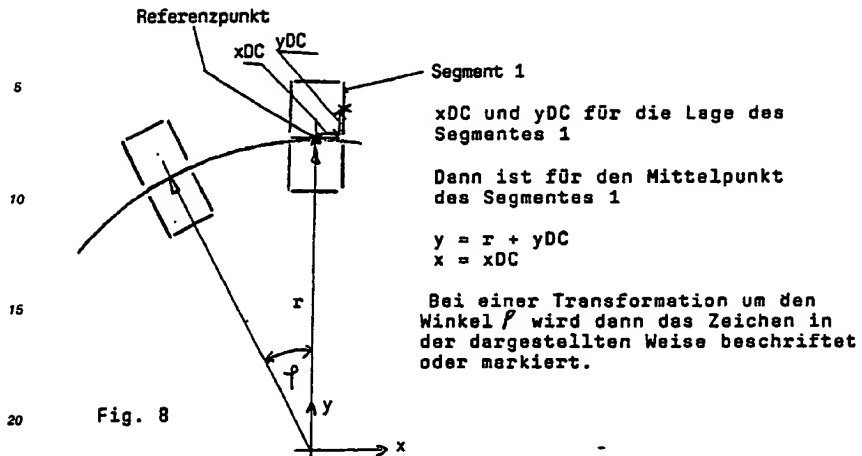 Referenzpunkt
xDC
yDC
5
Segment 1
xDC und yDC für die Lage des
Segmentes 1
10
Dann ist für den Mittelpunkt
des Segmentes 1
y = r + yDC
x = xDC
15
r
Bei einer Transformation um den
Winkel φ wird dann das Zeichen in
der dargestellten Weise beschriftet
oder markiert.
φ
20
Fig. 8
y
x